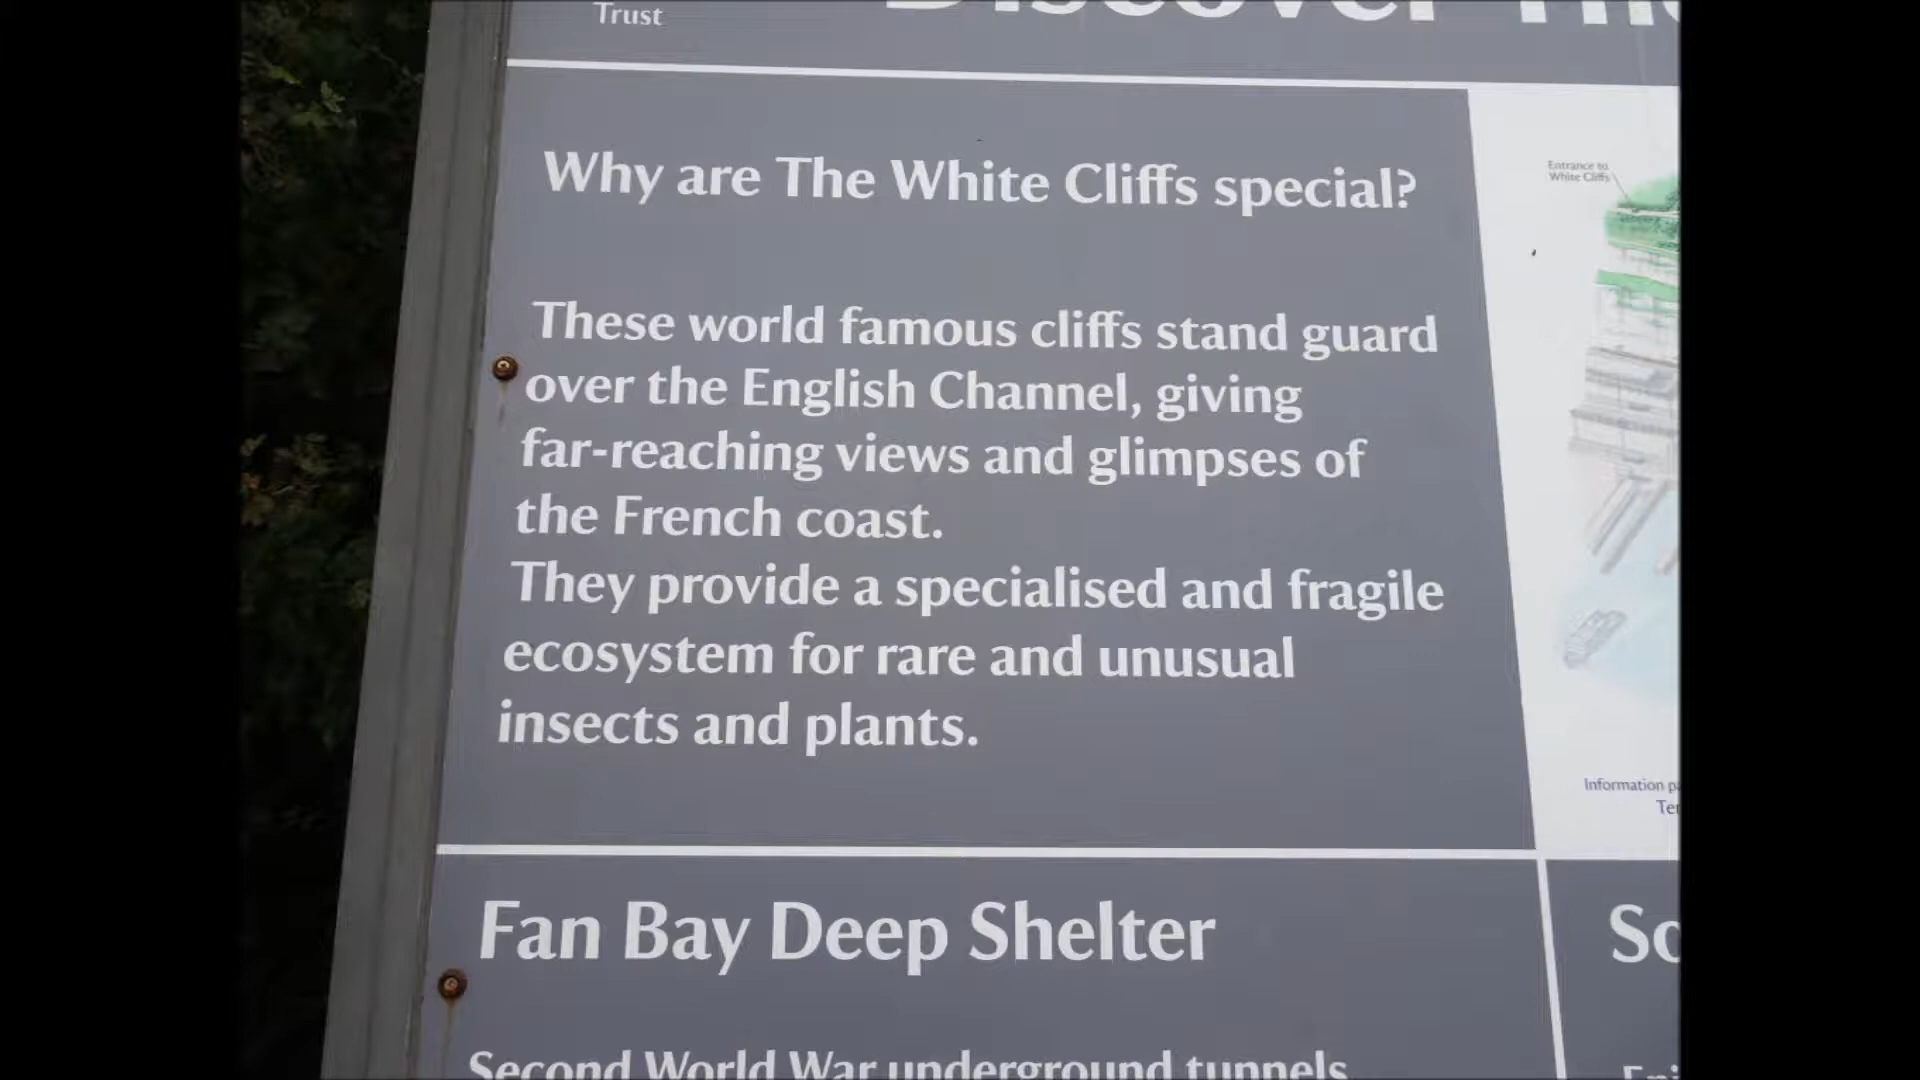 Trust
Discover The
Why are The White Cliffs special?
These world famous cliffs stand guard
over the English Channel, giving
far-reaching views and glimpses of
the French coast.
They provide a specialised and fragile
ecosystem for rare and unusual
insects and plants.
Entrance to
White Cliffs
Information
Fan Bay Deep Shelter
Second World War underground tunnels